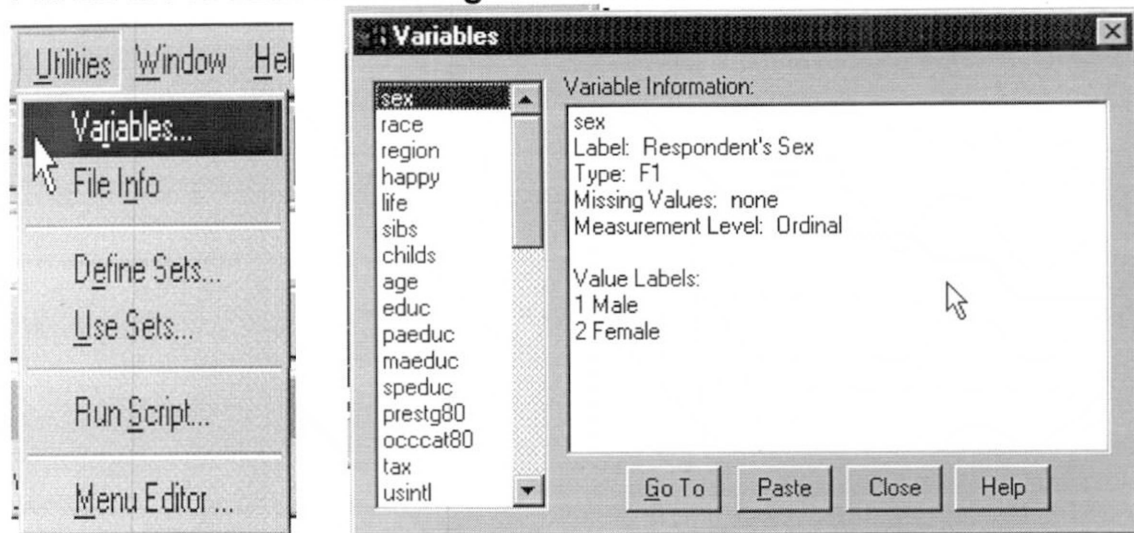 Utilities Window Hel
Variables...
File Info
Define Sets...
Use Sets...
Run Script...
Menu Editor...
Variables
sex
race
region
happy
life
sibs
childs
age
educ
paeduc
maeduc
speduc
prestg80
occcat80
tax
usintl
Variable Information:
sex
Label: Respondent's Sex
Type: F1
Missing Values: none
Measurement Level: Ordinal
Value Labels:
1 Male
2 Female
Go To Paste Close Help